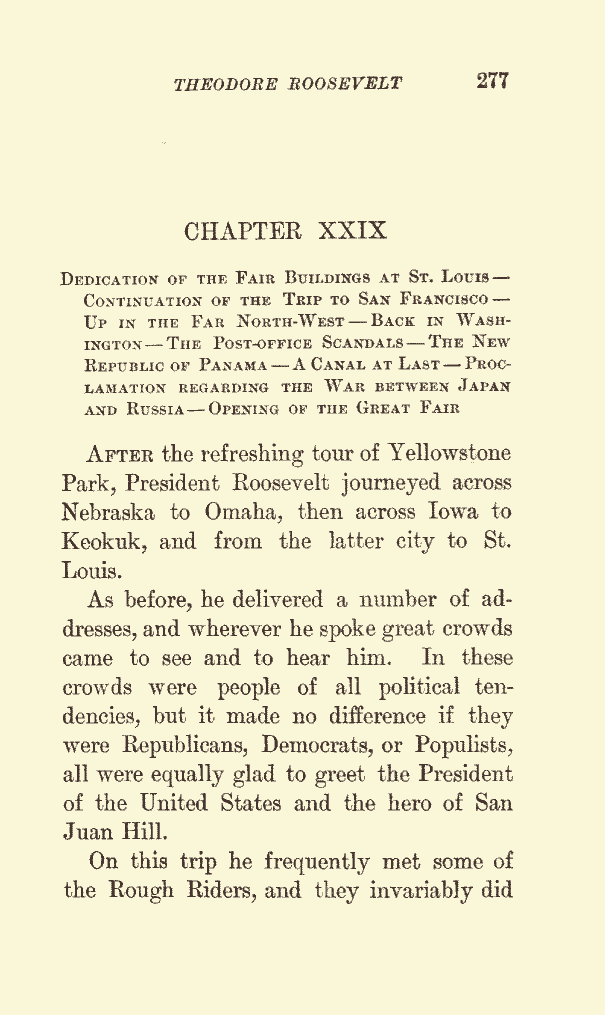 THEODORE ROOSEVELT 277
CHAPTER XXIX
DEDICATION OF THE FAIR BUILDINGS AT ST. LOUIS—
CONTINUATION OF THE TRIP TO SAN FRANCISCO—
UP IN THE FAR NORTH-WEST—BACK IN WASH-
INGTON—THE POST-OFFICE SCANDALS—THE NEW
REPUBLIC OF PANAMA—A CANAL AT LAST—PROC-
LAMATION REGARDING THE WAR BETWEEN JAPAN
AND RUSSIA—OPENING OF THE GREAT FAIR
AFTER the refreshing tour of Yellowstone
Park, President Roosevelt journeyed across
Nebraska to Omaha, then across Iowa to
Keokuk, and from the latter city to St.
Louis.
As before, he delivered a number of ad-
dresses, and wherever he spoke great crowds
came to see and to hear him. In these
crowds were people of all political ten-
dencies, but it made no difference if they
were Republicans, Democrats, or Populists,
all were equally glad to greet the President
of the United States and the hero of San
Juan Hill.
On this trip he frequently met some of
the Rough Riders, and they invariably did